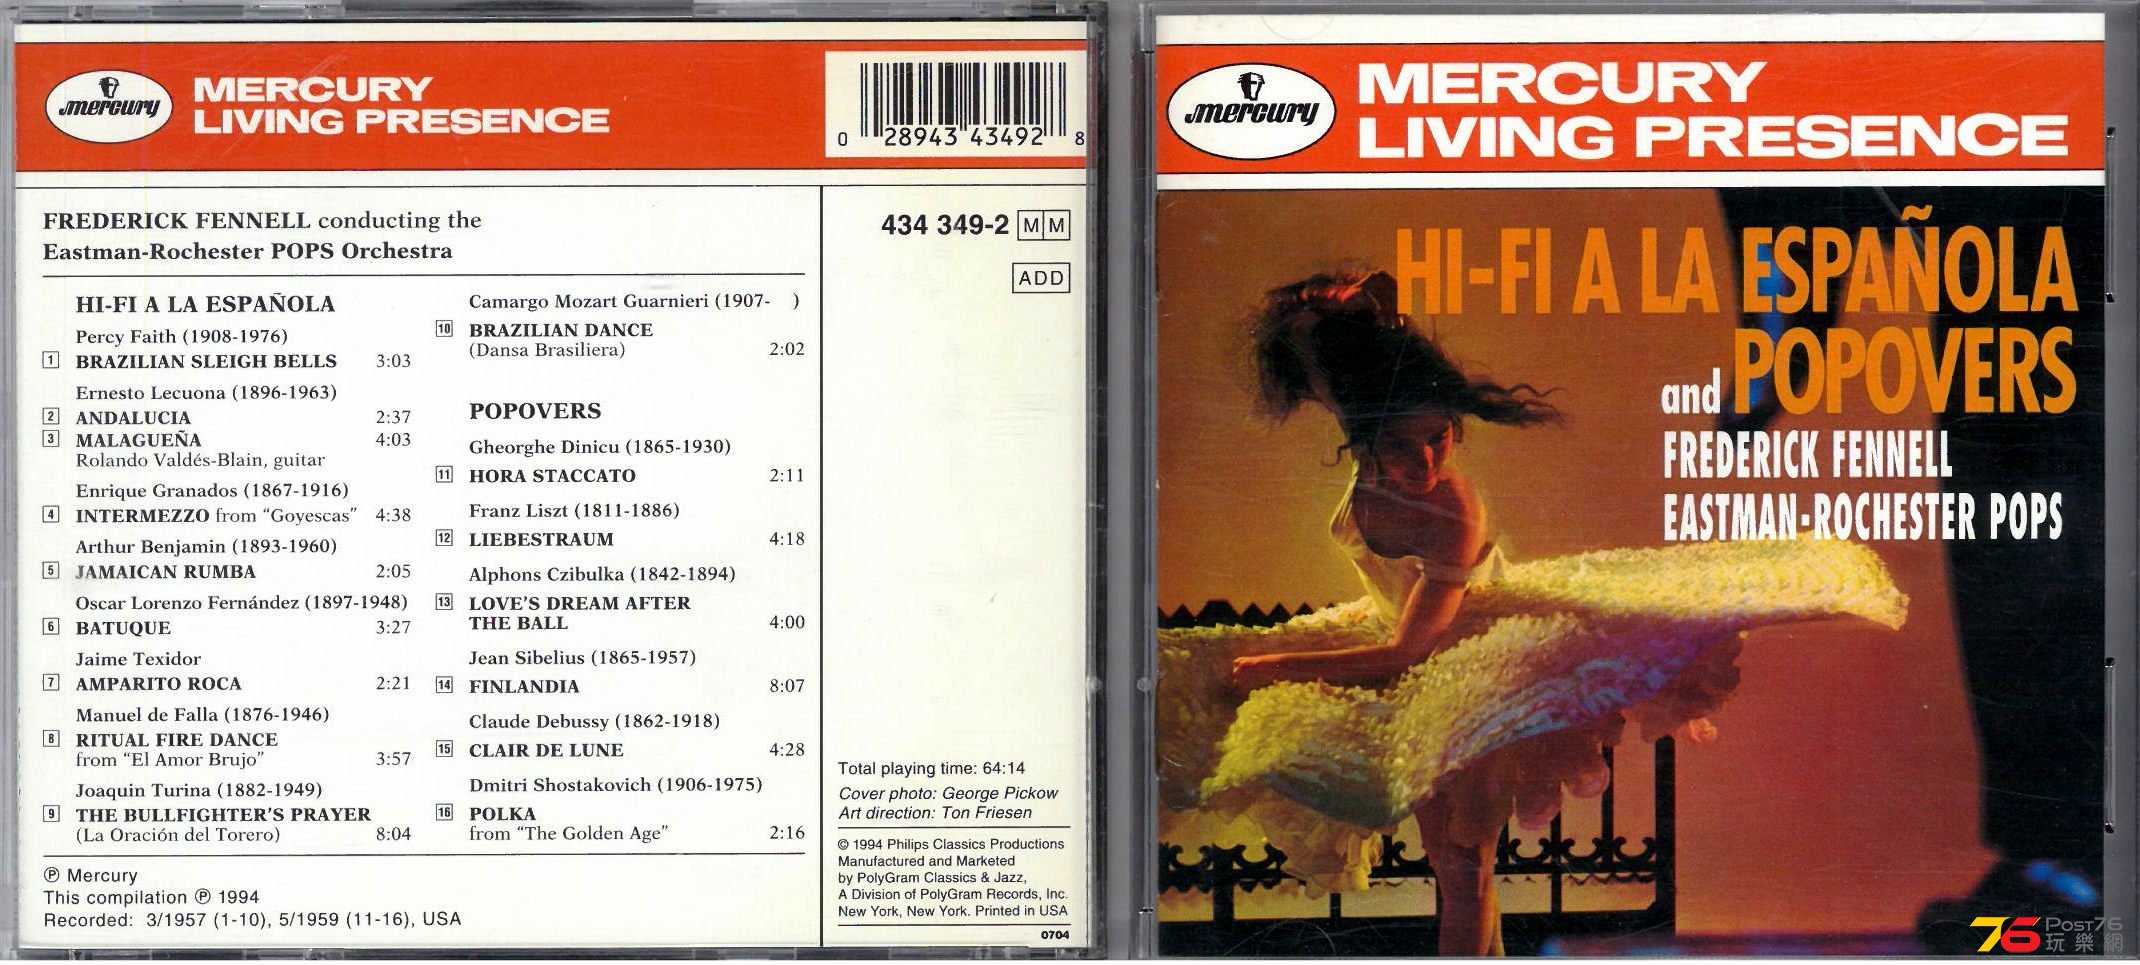 mercury
MERCURY
LIVING PRESENCE
0 28943 43492 8
FREDERICK FENNELL conducting the
Eastman-Rochester POPS Orchestra
HI-FI A LA ESPAÑOLA
Percy Faith (1908-1976)
1 BRAZILIAN SLEIGH BELLS 3:03
Ernesto Lecuona (1896-1963)
2 ANDALUCIA 2:37
3 MALAGUEÑA 4:03
Rolando Valdés-Blain, guitar
Enrique Granados (1867-1916)
4 INTERMEZZO from “Goyescas” 4:38
Arthur Benjamin (1893-1960)
5 JAMAICAN RUMBA 2:05
Oscar Lorenzo Fernández (1897-1948)
6 BATUQUE 3:27
Jaime Texidor
7 AMPARITO ROCA 2:21
Manuel de Falla (1876-1946)
8 RITUAL FIRE DANCE
from “El Amor Brujo” 3:57
Joaquin Turina (1882-1949)
9 THE BULLFIGHTER’S PRAYER
(La Oración del Torero) 8:04
Camargo Mozart Guarnieri (1907- )
10 BRAZILIAN DANCE
(Dansa Brasiliera) 2:02
POPOVERS
Gheorghe Dinicu (1865-1930)
11 HORA STACCATO 2:11
Franz Liszt (1811-1886)
12 LIEBESTRAUM 4:18
Alphons Czibulka (1842-1894)
13 LOVE’S DREAM AFTER
THE BALL 4:00
Jean Sibelius (1865-1957)
14 FINLANDIA 8:07
Claude Debussy (1862-1918)
15 CLAIR DE LUNE 4:28
Dmitri Shostakovich (1906-1975)
16 POLKA
from “The Golden Age” 2:16
℗ Mercury
This compilation ℗ 1994
Recorded: 3/1957 (1-10), 5/1959 (11-16), USA
434 349-2 MM
ADD
Total playing time: 64:14
Cover photo: George Pickow
Art direction: Ton Friesen
© 1994 Philips Classics Productions
Manufactured and Marketed
by PolyGram Classics & Jazz,
A Division of PolyGram Records, Inc.
New York, New York. Printed in USA
0704
mercury
MERCURY
LIVING PRESENCE
HI-FI A LA ESPAÑOLA
and POPOVERS
FREDERICK FENNELL
EASTMAN-ROCHESTER POPS
76 POST76
玩樂網